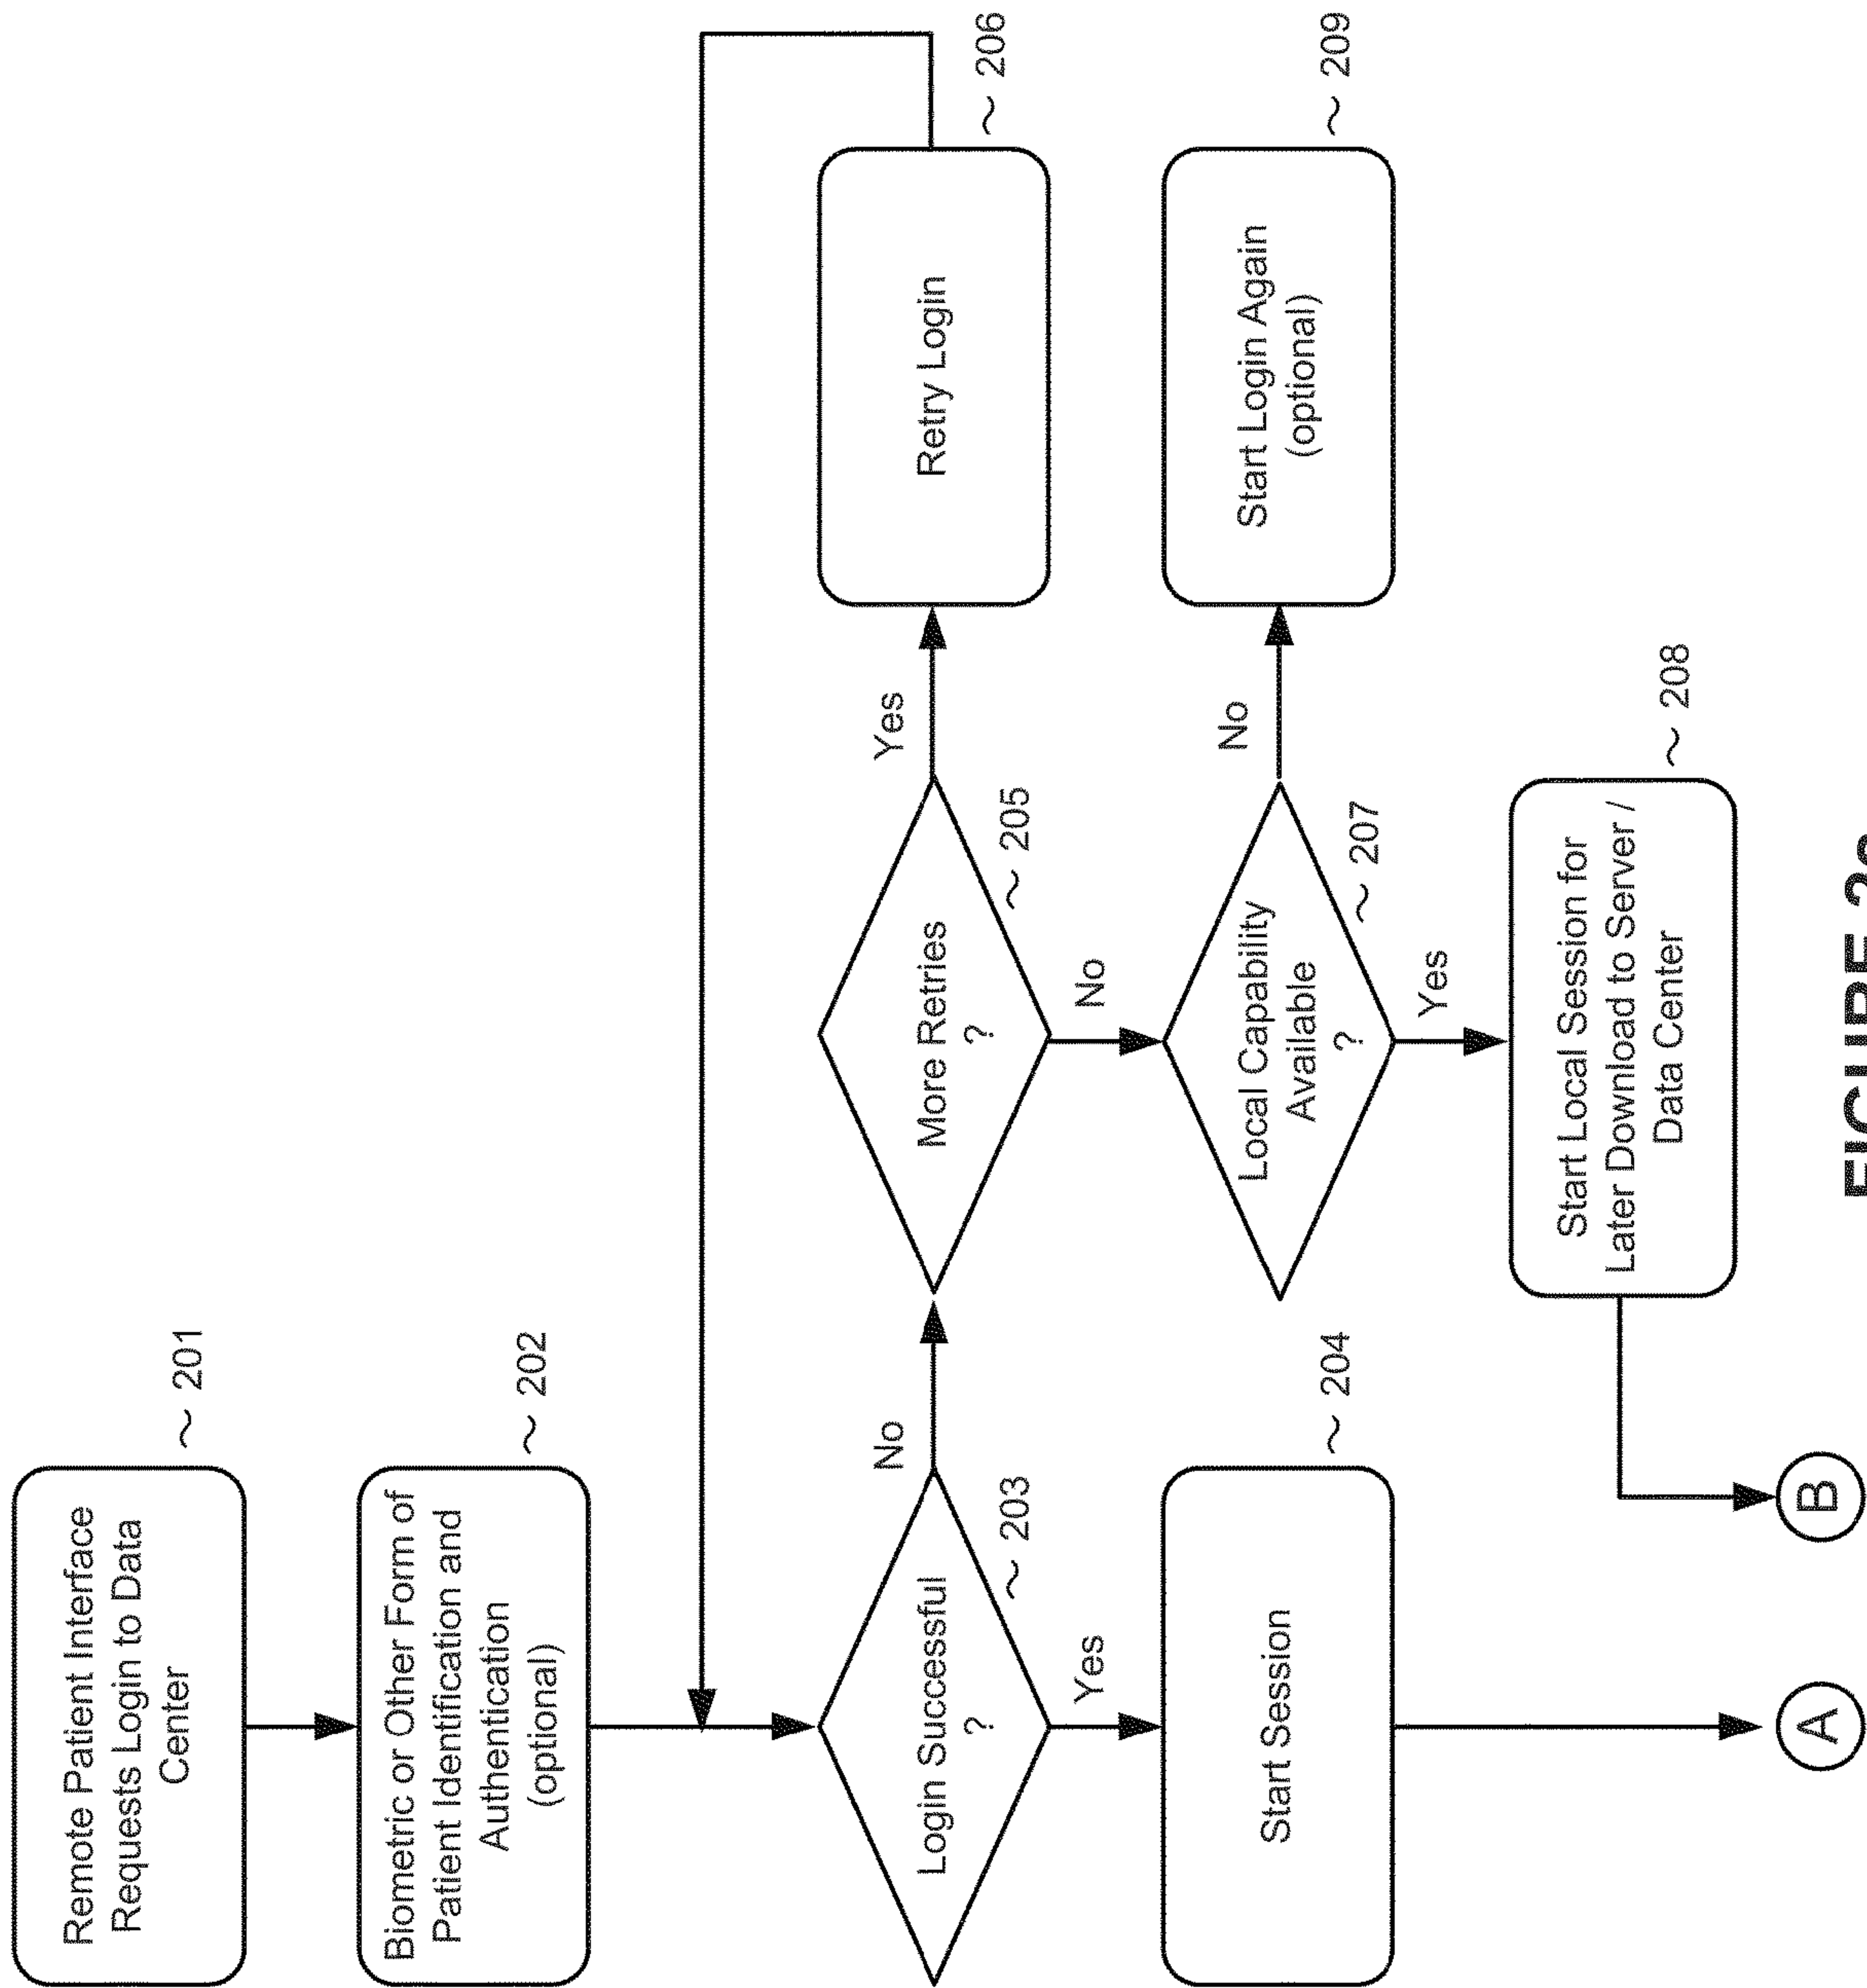 Remote Patient Interface
Requests Login to Data
Center
~ 201
Biometric or Other Form of
Patient Identification and
Authentication
(optional)
~ 202
Login Successful
?
~ 203
No
Yes
More Retries
?
~ 205
Yes
No
Retry Login
~ 206
Start Session
~ 204
Local Capability
Available
?
~ 207
No
Yes
Start Login Again
(optional)
~ 209
Start Local Session for
Later Download to Server /
Data Center
~ 208
A
B
FIGURE